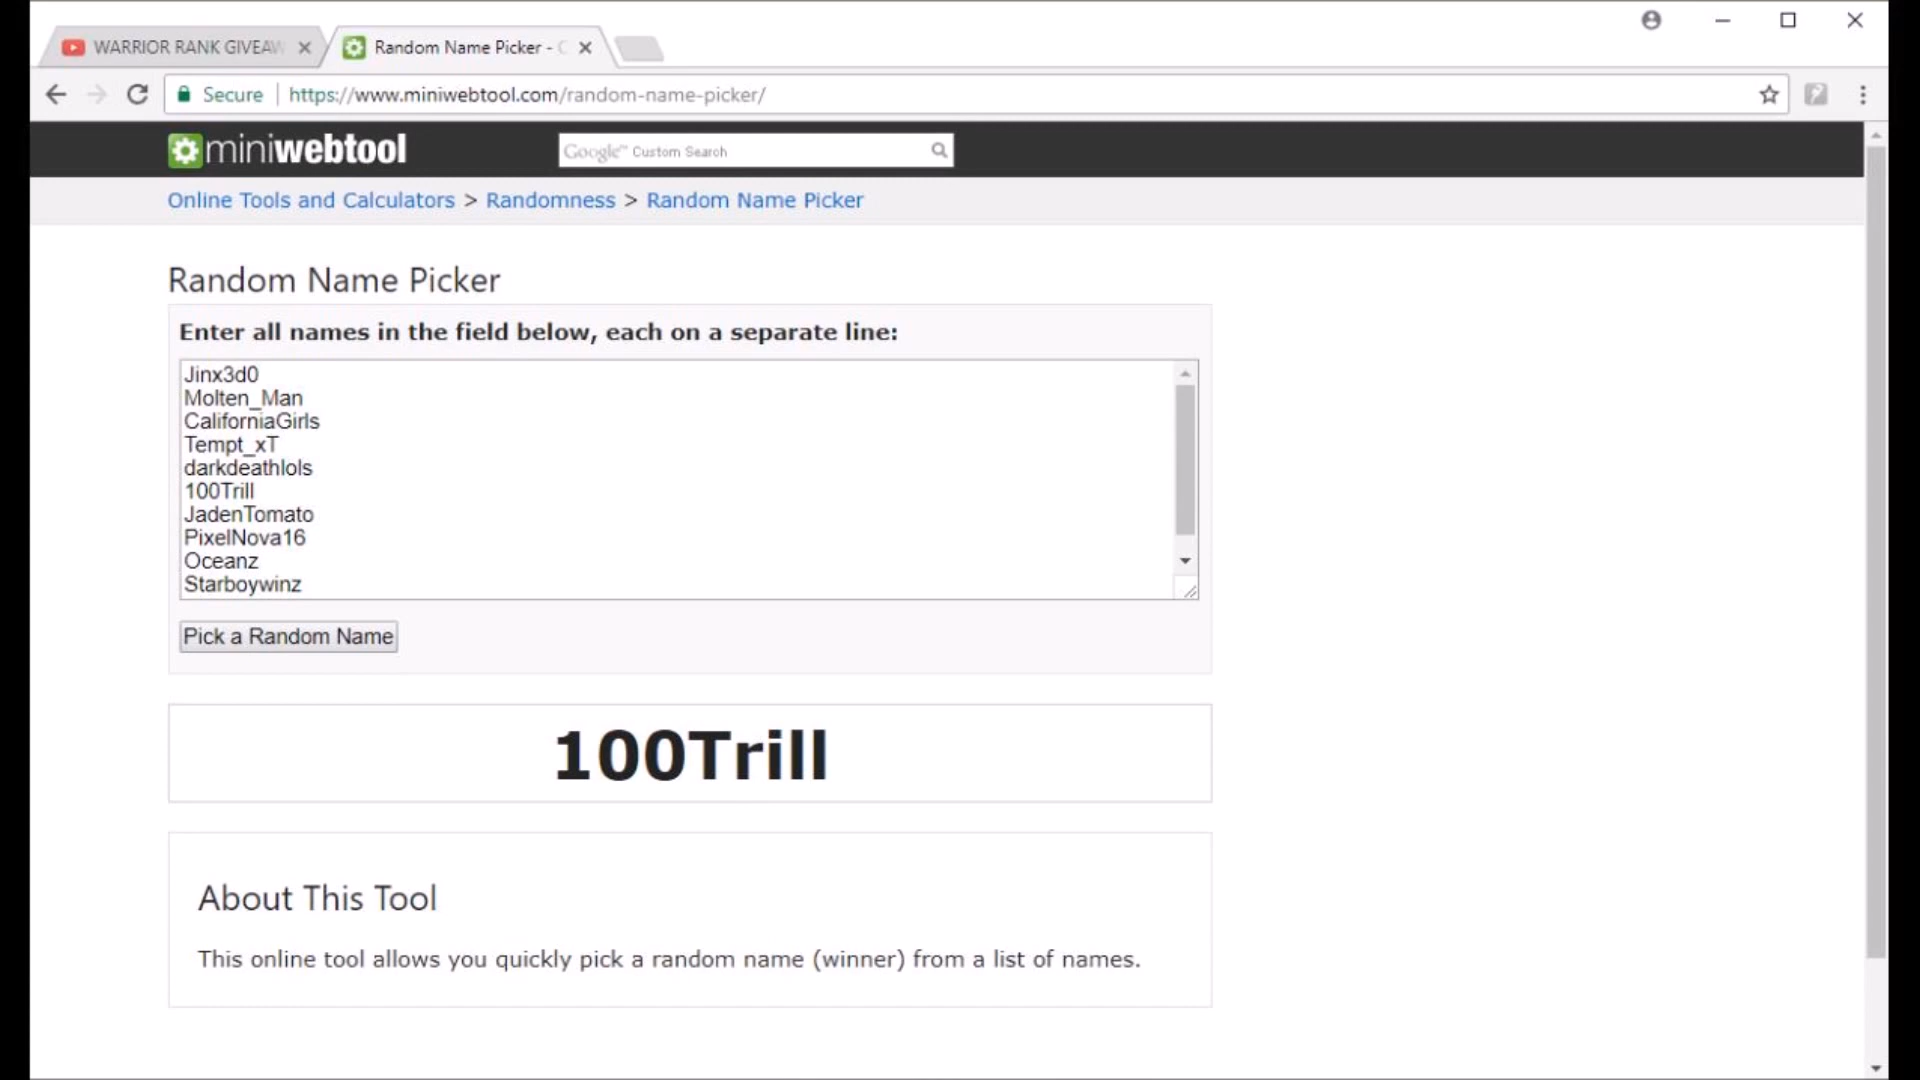 WARRIOR RANK GIVEAW
Random Name Picker -
Secure
https://www.miniwebtool.com/random-name-picker/
miniwebtool
Google™ Custom Search
Online Tools and Calculators > Randomness > Random Name Picker
Random Name Picker
Enter all names in the field below, each on a separate line:
Jinx3d0
Molten_Man
CaliforniaGirls
Tempt_xT
darkdeathlols
100Trill
JadenTomato
PixelNova16
Oceanz
Starboywinz
Pick a Random Name
100Trill
About This Tool
This online tool allows you quickly pick a random name (winner) from a list of names.